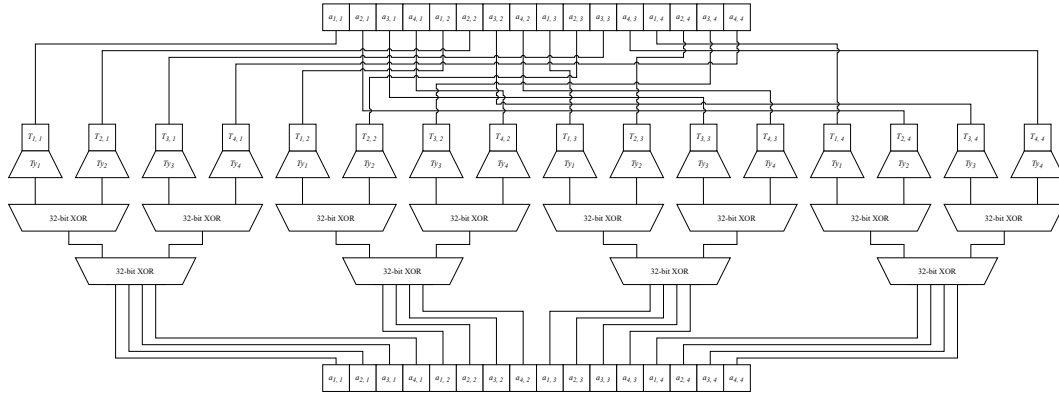 a1, 1 a2, 1 a3, 1 a4, 1 a1, 2 a2, 2 a3, 2 a4, 2 a1, 3 a2, 3 a3, 3 a4, 3 a1, 4 a2, 4 a3, 4 a4, 4
T1, 1 T2, 1 T3, 1 T4, 1 T1, 2 T2, 2 T3, 2 T4, 2 T1, 3 T2, 3 T3, 3 T4, 3 T1, 4 T2, 4 T3, 4 T4, 4
Ty1 Ty2 Ty3 Ty4 Ty1 Ty2 Ty3 Ty4 Ty1 Ty2 Ty3 Ty4 Ty1 Ty2 Ty3 Ty4
32-bit XOR 32-bit XOR 32-bit XOR 32-bit XOR 32-bit XOR 32-bit XOR 32-bit XOR 32-bit XOR
32-bit XOR 32-bit XOR 32-bit XOR 32-bit XOR
a1, 1 a2, 1 a3, 1 a4, 1 a1, 2 a2, 2 a3, 2 a4, 2 a1, 3 a2, 3 a3, 3 a4, 3 a1, 4 a2, 4 a3, 4 a4, 4